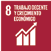 8 TRABAJO DECENTE
Y CRECIMIENTO
ECONÓMICO